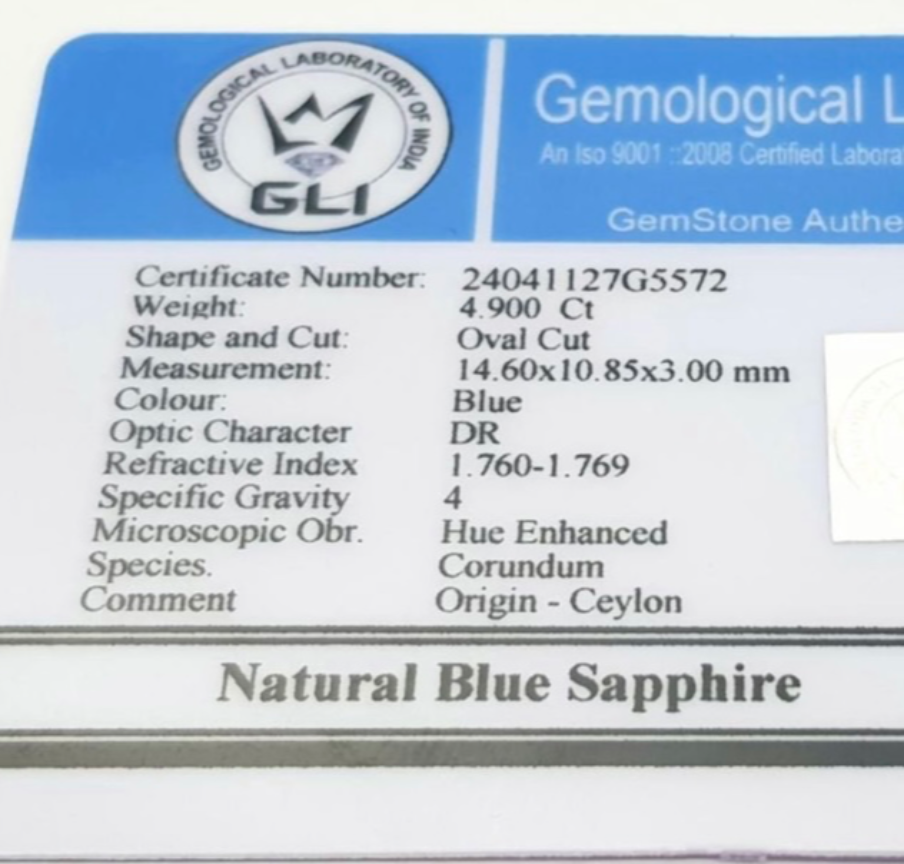 GEMOLOGICAL LABORATORY OF INDIA
GLI
Gemological L
An Iso 9001 :2008 Certified Labora
GemStone Authe
Certificate Number: 24041127G5572
Weight: 4.900 Ct
Shape and Cut: Oval Cut
Measurement: 14.60x10.85x3.00 mm
Colour: Blue
Optic Character DR
Refractive Index 1.760-1.769
Specific Gravity 4
Microscopic Obr. Hue Enhanced
Species. Corundum
Comment Origin - Ceylon
Natural Blue Sapphire